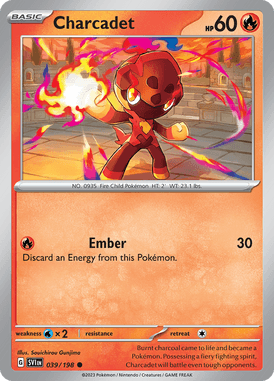 BASIC
Charcadet
HP 60
NO. 0935 Fire Child Pokémon HT: 2' WT: 23.1 lbs.
Ember 30
Discard an Energy from this Pokémon.
weakness ×2 resistance retreat
Illus. Souichirou Gunjima
G SVI EN 039/198
Burnt charcoal came to life and became a
Pokémon. Possessing a fiery fighting spirit,
Charcadet will battle even tough opponents.
©2023 Pokémon / Nintendo / Creatures / GAME FREAK